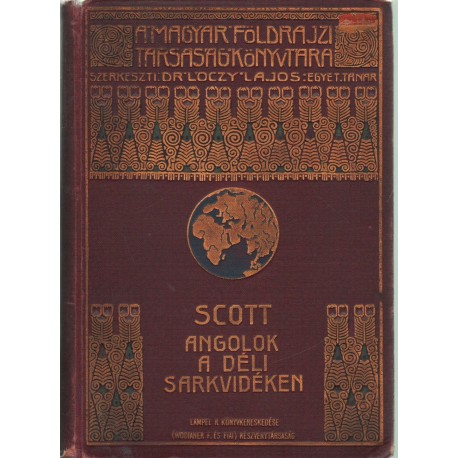 A MAGYAR FÖLDRAJZI
TÁRSASÁG KÖNYVTÁRA
SZERKESZTI: DR LÓCZY LAJOS: EGYET. TANÁR
SCOTT
ANGOLOK
A DÉLI
SARKVIDÉKEN
LAMPEL R. KÖNYVKERESKEDÉSE
(WODIANER F. ÉS FIAI) RÉSZVÉNYTÁRSASÁG